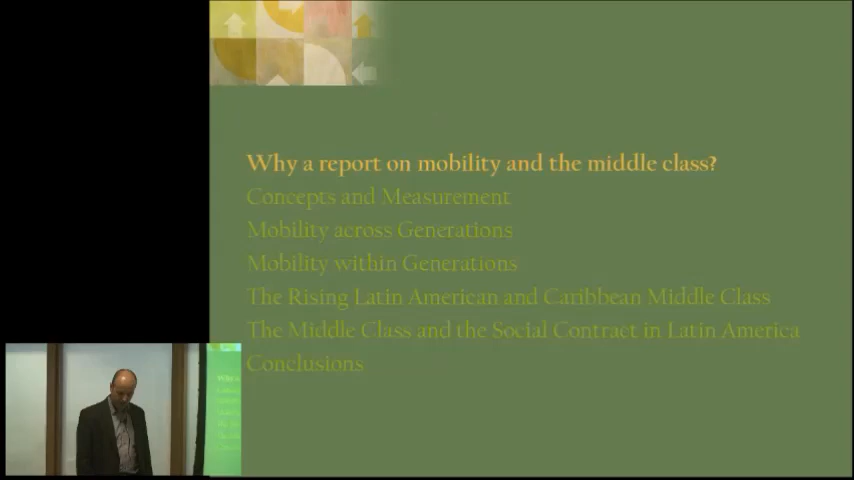 Why a report on mobility and the middle class?
Concepts and Measurement
Mobility across Generations
Mobility within Generations
The Rising Latin American and Caribbean Middle Class
The Middle Class and the Social Contract in Latin America
Conclusions